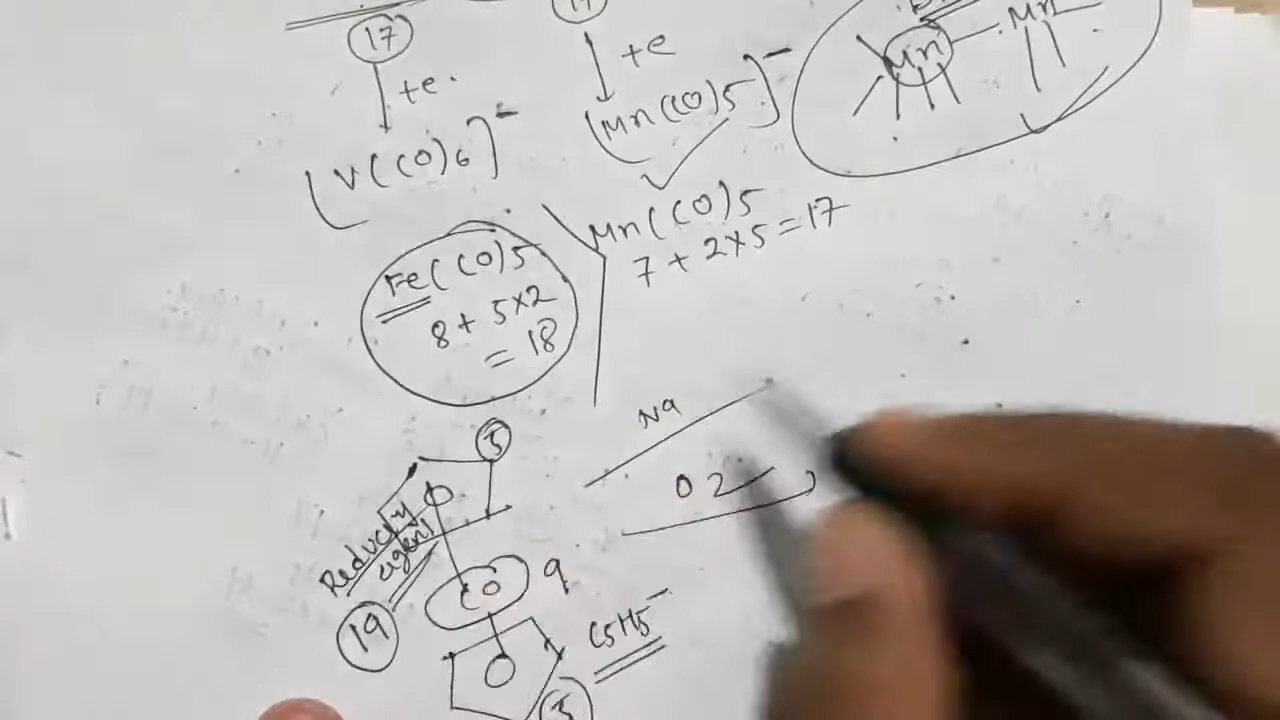 17
+e
+e.
[Mn(CO)5]⁻
[V(CO)6]⁻
Mn
Mn
Mn(CO)5
7 + 2×5 = 17
Fe(CO)5
8 + 5×2
= 18
Na
O2
5
Reducing
agent
19
CO 9
C5H5⁻
5